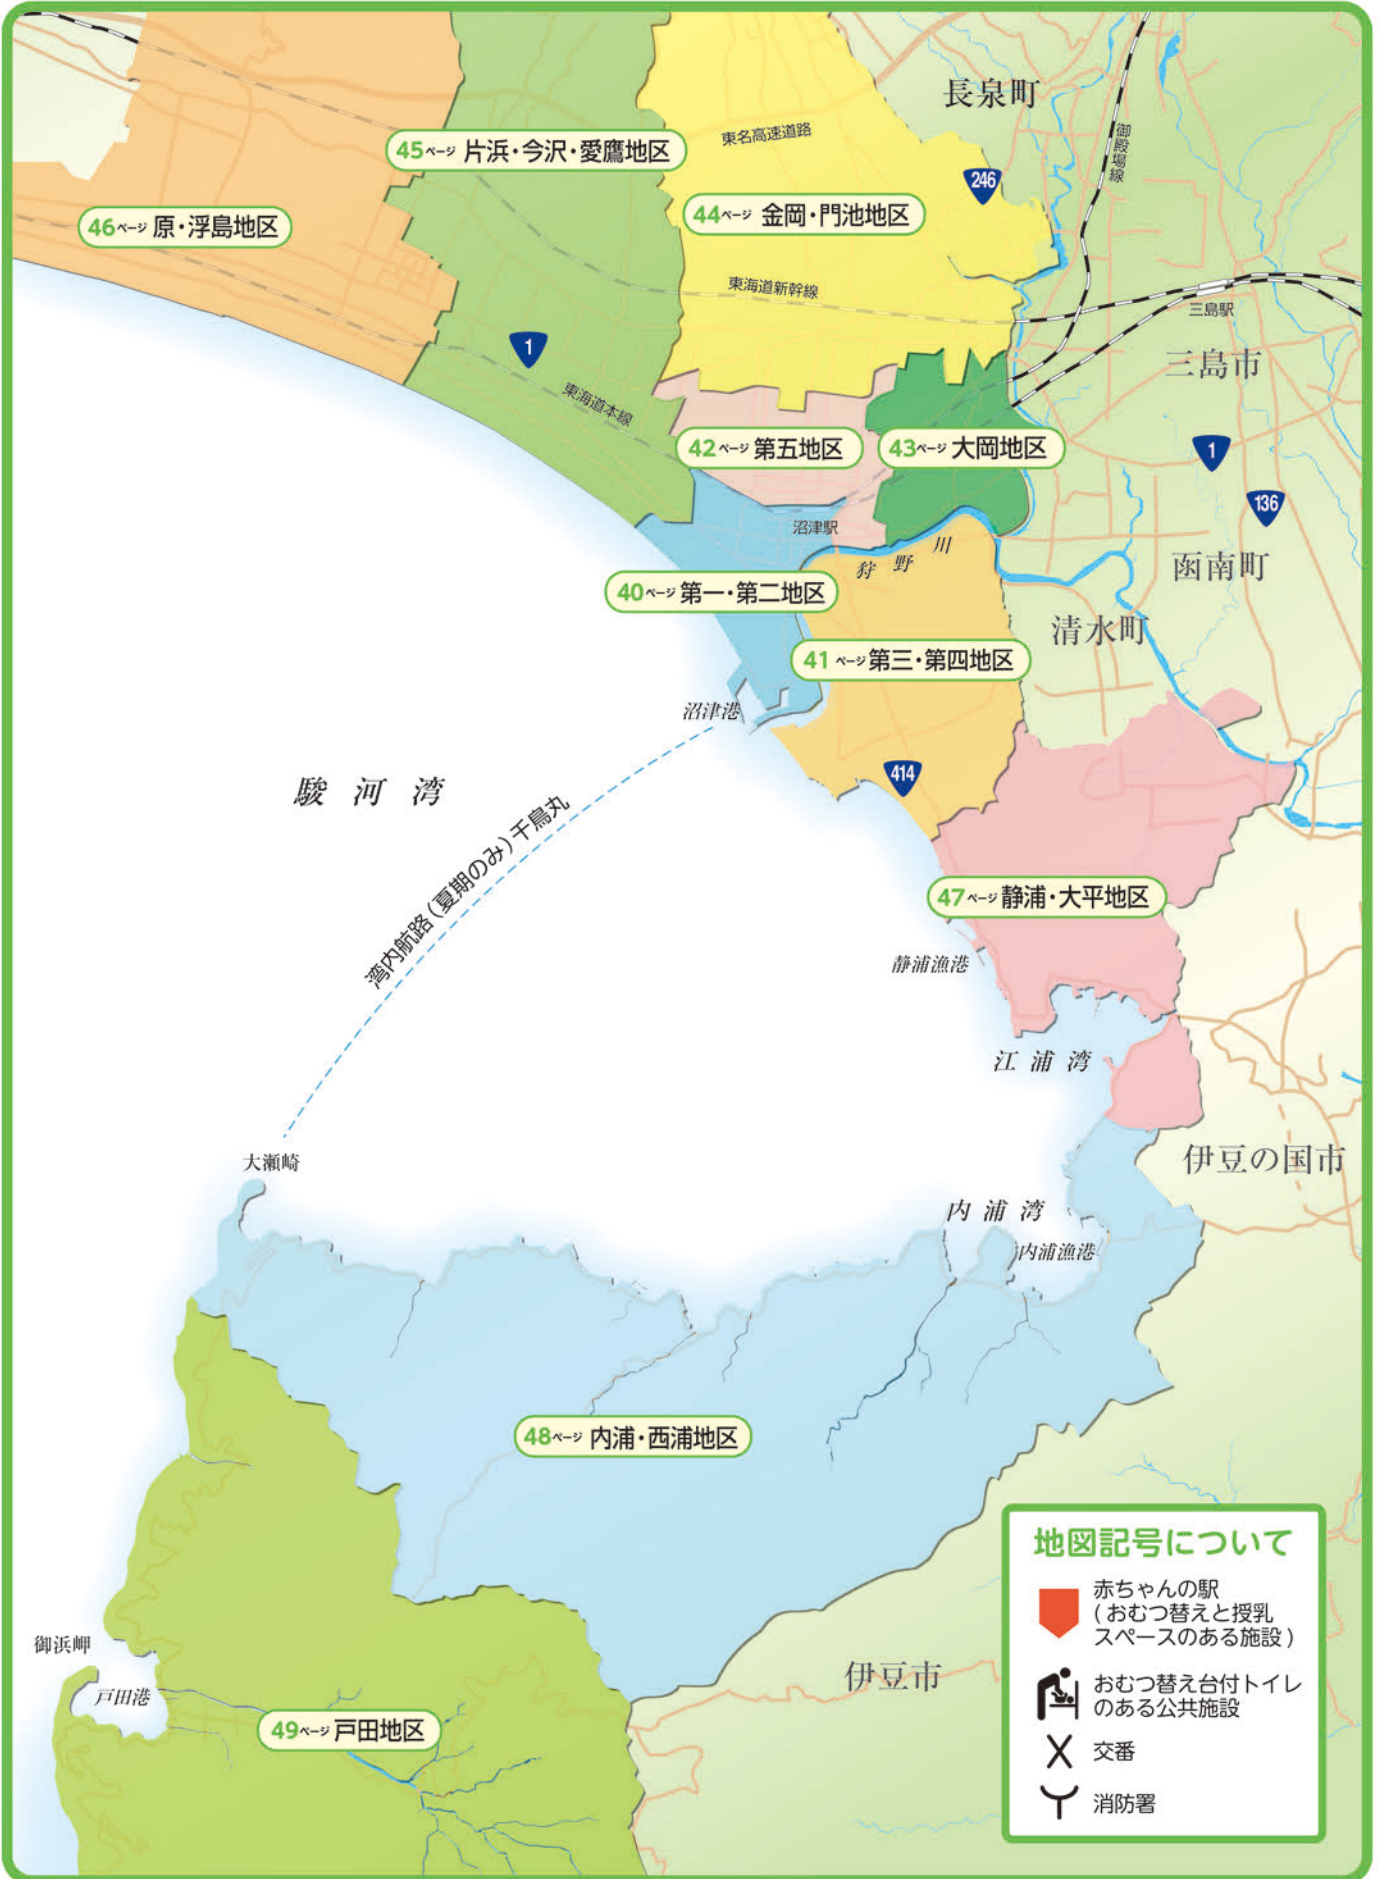 長泉町
御殿場線
東名高速道路
45ページ 片浜・今沢・愛鷹地区
246
44ページ 金岡・門池地区
46ページ 原・浮島地区
東海道新幹線
三島駅
1
三島市
東海道本線
42ページ 第五地区
43ページ 大岡地区
1
136
沼津駅
狩野川
函南町
40ページ 第一・第二地区
清水町
41ページ 第三・第四地区
沼津港
414
駿河湾
湾内航路(夏期のみ)千鳥丸
47ページ 静浦・大平地区
静浦漁港
江浦湾
大瀬崎
伊豆の国市
内浦湾
内浦漁港
48ページ 内浦・西浦地区
御浜岬
戸田港
49ページ 戸田地区
伊豆市
地図記号について
赤ちゃんの駅
(おむつ替えと授乳
スペースのある施設)
おむつ替え台付トイレ
のある公共施設
交番
消防署